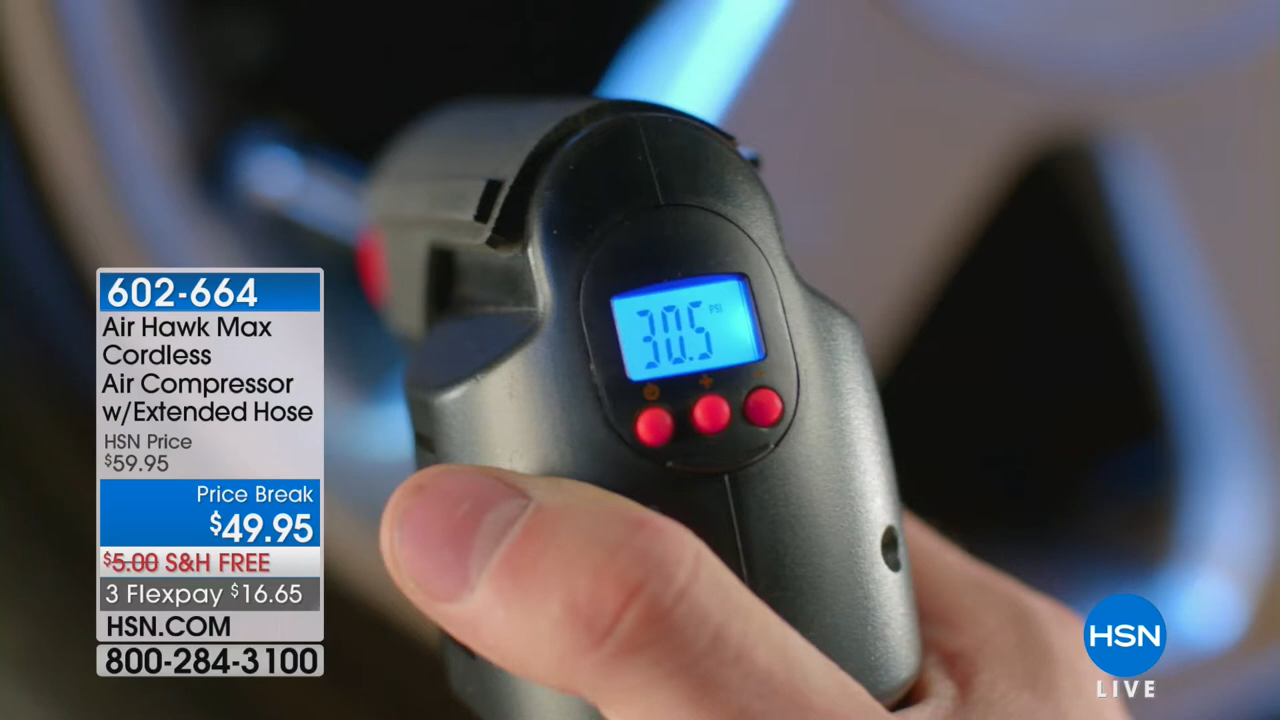 602-664
Air Hawk Max
Cordless
Air Compressor
w/Extended Hose
HSN Price
$59.95
Price Break
$49.95
$5.00 S&H FREE
3 Flexpay $16.65
HSN.COM
800-284-3100
30.5 PSI
+
-
HSN
LIVE